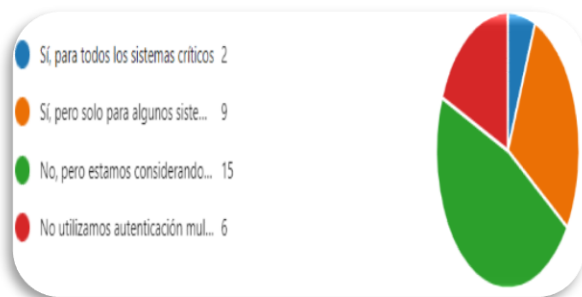 Sí, para todos los sistemas críticos 2
Sí, pero solo para algunos siste... 9
No, pero estamos considerando... 15
No utilizamos autenticación mul... 6